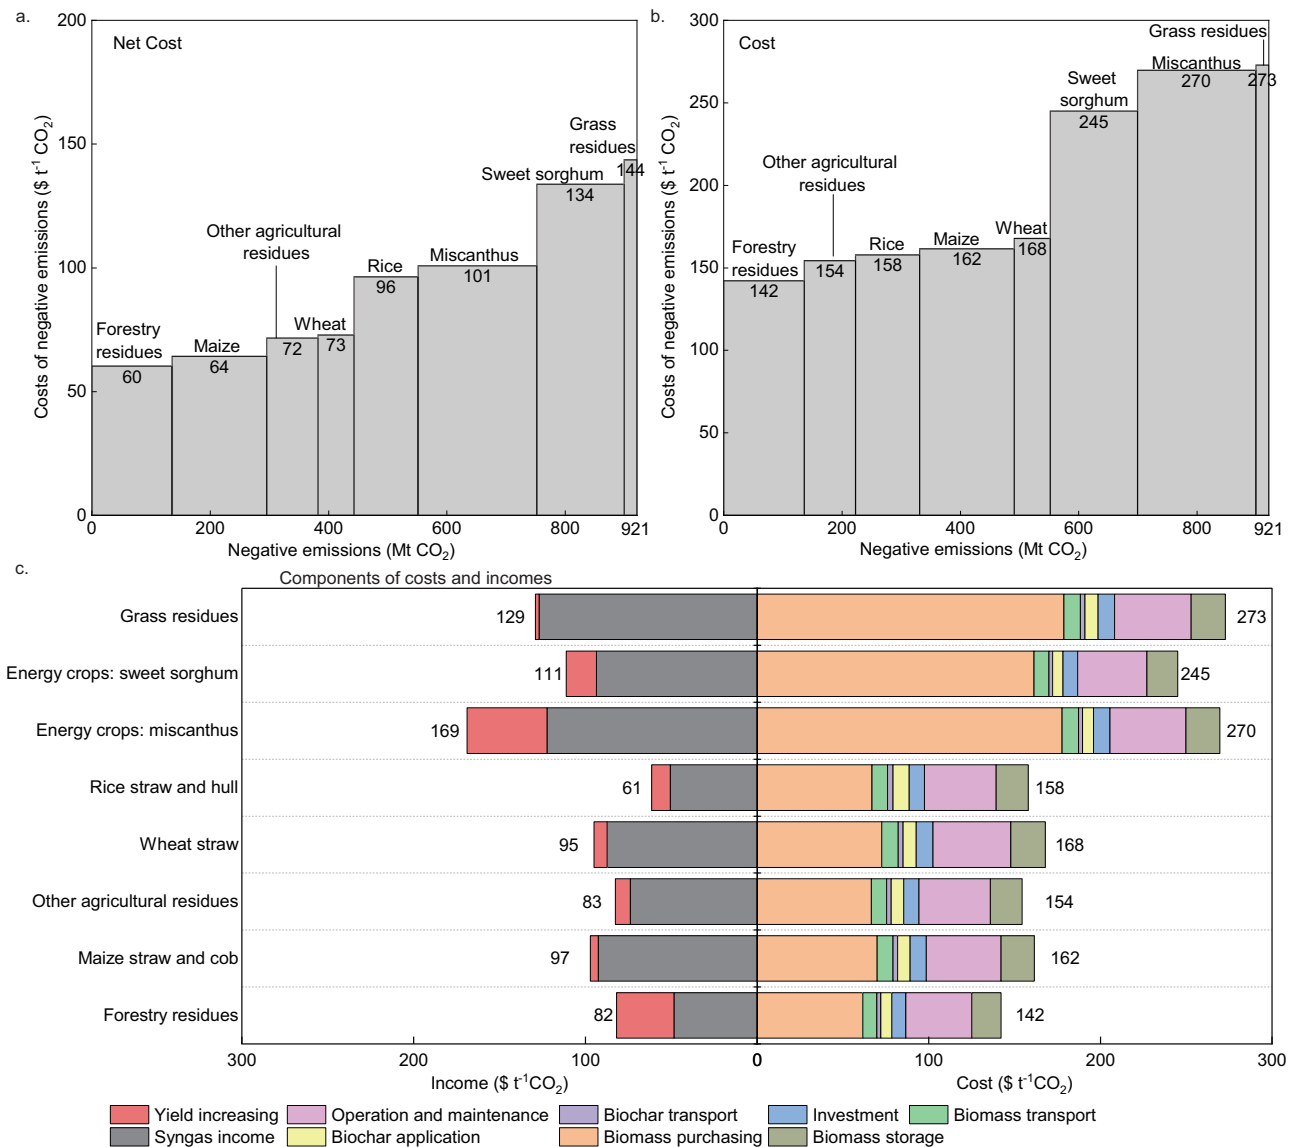 a.
200
150
100
50
0
Costs of negative emissions ($ t⁻¹ CO₂)
Net Cost
Forestry
residues
60
Maize
64
Other agricultural
residues
72
Wheat
73
Rice
96
Miscanthus
101
Sweet sorghum
134
Grass
residues
144
0
200
400
600
800
921
Negative emissions (Mt CO₂)
b.
300
250
200
150
100
50
0
Costs of negative emissions ($ t⁻¹ CO₂)
Cost
Forestry
residues
142
Other agricultural
residues
154
Rice
158
Maize
162
Wheat
168
Sweet
sorghum
245
Miscanthus
270
Grass residues
273
0
200
400
600
800
921
Negative emissions (Mt CO₂)
c.
Components of costs and incomes
Grass residues
129
273
Energy crops: sweet sorghum
111
245
Energy crops: miscanthus
169
270
Rice straw and hull
61
158
Wheat straw
95
168
Other agricultural residues
83
154
Maize straw and cob
97
162
Forestry residues
82
142
300
200
100
0
0
100
200
300
Income ($ t⁻¹CO₂)
Cost ($ t⁻¹CO₂)
Yield increasing
Operation and maintenance
Biochar transport
Investment
Biomass transport
Syngas income
Biochar application
Biomass purchasing
Biomass storage